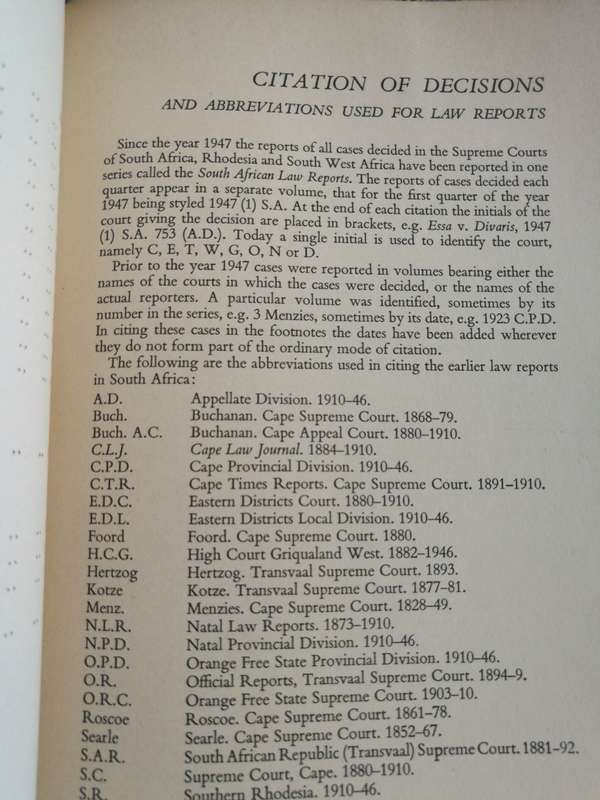 CITATION OF DECISIONS
AND ABBREVIATIONS USED FOR LAW REPORTS
Since the year 1947 the reports of all cases decided in the Supreme Courts
of South Africa, Rhodesia and South West Africa have been reported in one
series called the South African Law Reports. The reports of cases decided each
quarter appear in a separate volume, that for the first quarter of the year
1947 being styled 1947 (1) S.A. At the end of each citation the initials of the
court giving the decision are placed in brackets, e.g. Essa v. Divaris, 1947
(1) S.A. 753 (A.D.). Today a single initial is used to identify the court,
namely C, E, T, W, G, O, N or D.
Prior to the year 1947 cases were reported in volumes bearing either the
names of the courts in which the cases were decided, or the names of the
actual reporters. A particular volume was identified, sometimes by its
number in the series, e.g. 3 Menzies, sometimes by its date, e.g. 1923 C.P.D.
In citing these cases in the footnotes the dates have been added wherever
they do not form part of the ordinary mode of citation.
The following are the abbreviations used in citing the earlier law reports
in South Africa:
A.D. Appellate Division. 1910–46.
Buch. Buchanan. Cape Supreme Court. 1868–79.
Buch. A.C. Buchanan. Cape Appeal Court. 1880–1910.
C.L.J. Cape Law Journal. 1884–1910.
C.P.D. Cape Provincial Division. 1910–46.
C.T.R. Cape Times Reports. Cape Supreme Court. 1891–1910.
E.D.C. Eastern Districts Court. 1880–1910.
E.D.L. Eastern Districts Local Division. 1910–46.
Foord Foord. Cape Supreme Court. 1880.
H.C.G. High Court Griqualand West. 1882–1946.
Hertzog Hertzog. Transvaal Supreme Court. 1893.
Kotze Kotze. Transvaal Supreme Court. 1877–81.
Menz. Menzies. Cape Supreme Court. 1828–49.
N.L.R. Natal Law Reports. 1873–1910.
N.P.D. Natal Provincial Division. 1910–46.
O.P.D. Orange Free State Provincial Division. 1910–46.
O.R. Official Reports, Transvaal Supreme Court. 1894–9.
O.R.C. Orange Free State Supreme Court. 1903–10.
Roscoe Roscoe. Cape Supreme Court. 1861–78.
Searle Searle. Cape Supreme Court. 1852–67.
S.A.R. South African Republic (Transvaal) Supreme Court. 1881–92.
S.C. Supreme Court, Cape. 1880–1910.
S.R. Southern Rhodesia. 1910–46.